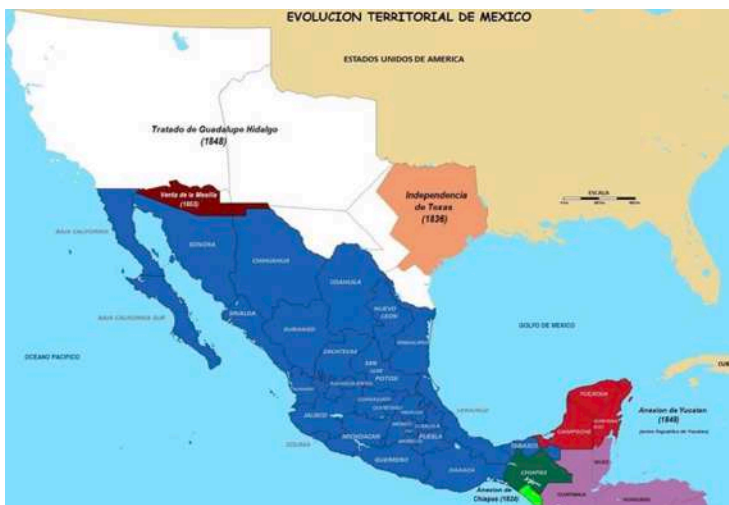 EVOLUCION TERRITORIAL DE MEXICO
ESTADOS UNIDOS DE AMERICA
Tratado de Guadalupe Hidalgo
(1848)
Venta de la Mesilla
(1853)
Independencia
de Texas
(1836)
ESCALA
BAJA CALIFORNIA
SONORA
CHIHUAHUA
COAHUILA
NUEVO
LEON
SINALOA
DURANGO
TAMAULIPAS
BAJA CALIFORNIA SUR
GOLFO DE MEXICO
OCEANO PACIFICO
ZACATECAS
SAN
LUIS
POTOSI
JALISCO
VERACRUZ
COLIMA
MICHOACAN
PUEBLA
GUERRERO
OAXACA
TABASCO
CHIAPAS
YUCATAN
CAMPECHE
Anexion de Yucatan
(1848)
Anexion de
Chiapas (1824)
GUATEMALA
HONDURAS